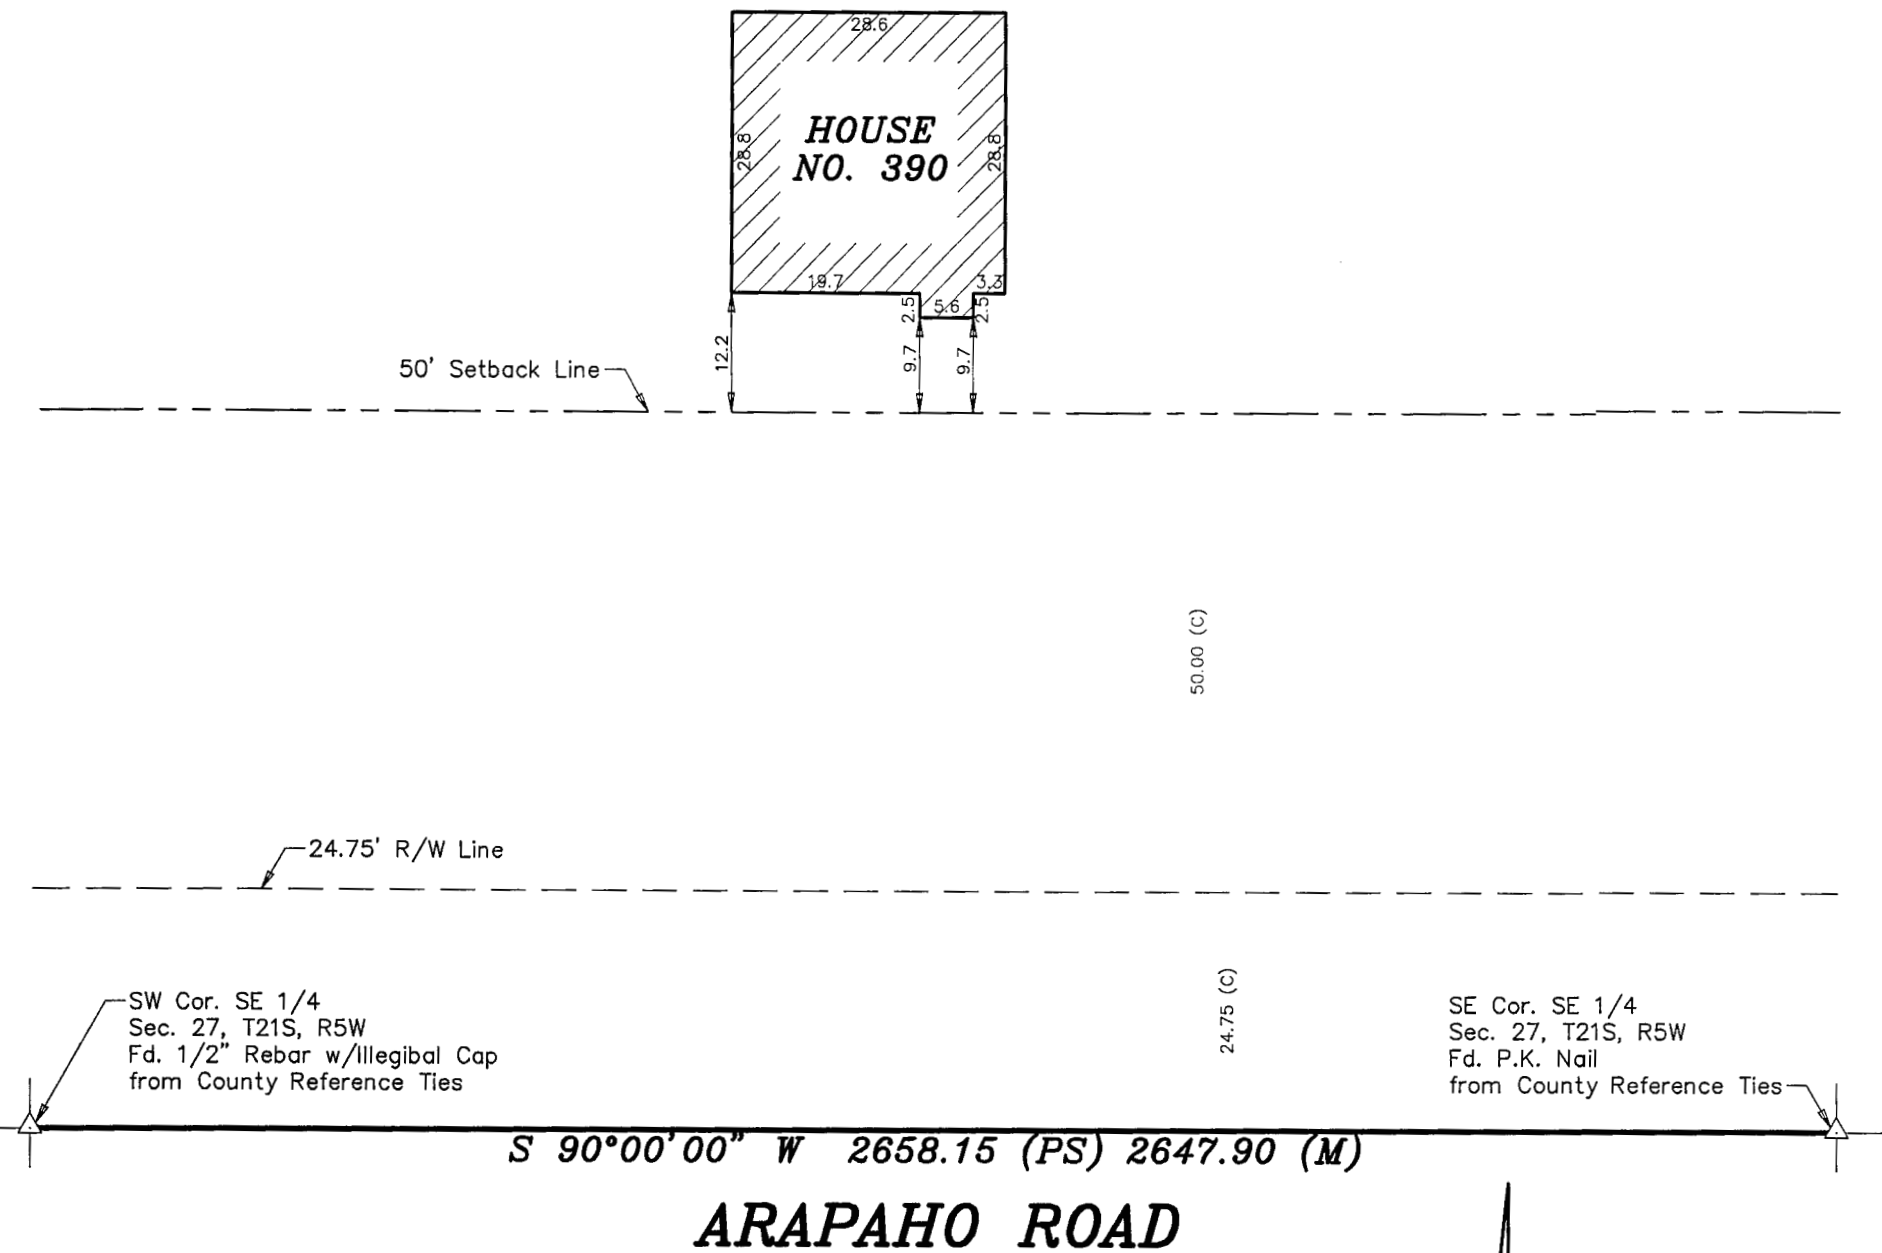 28.6
HOUSE
NO. 390
28.8
28.8
19.7
3.3
2.5
5.6
2.5
12.2
9.7
9.7
50' Setback Line
50.00 (C)
24.75' R/W Line
24.75 (C)
SW Cor. SE 1/4
Sec. 27, T21S, R5W
Fd. 1/2" Rebar w/Illegibal Cap
from County Reference Ties
SE Cor. SE 1/4
Sec. 27, T21S, R5W
Fd. P.K. Nail
from County Reference Ties
S 90°00'00" W 2658.15 (PS) 2647.90 (M)
ARAPAHO ROAD